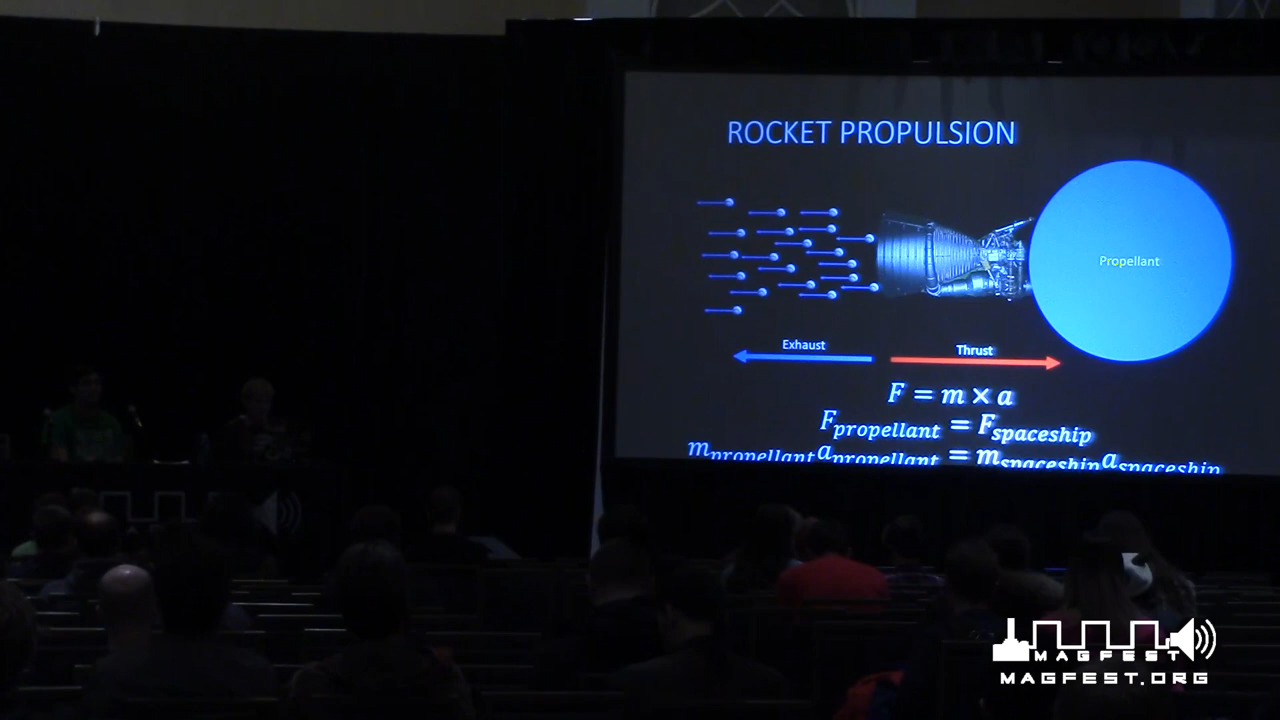 ROCKET PROPULSION
Propellant
Exhaust
Thrust
F = m × a
F_propellant = F_spaceship
m_propellant a_propellant = m_spaceship a_spaceship
MAGFEST
MAGFEST.ORG